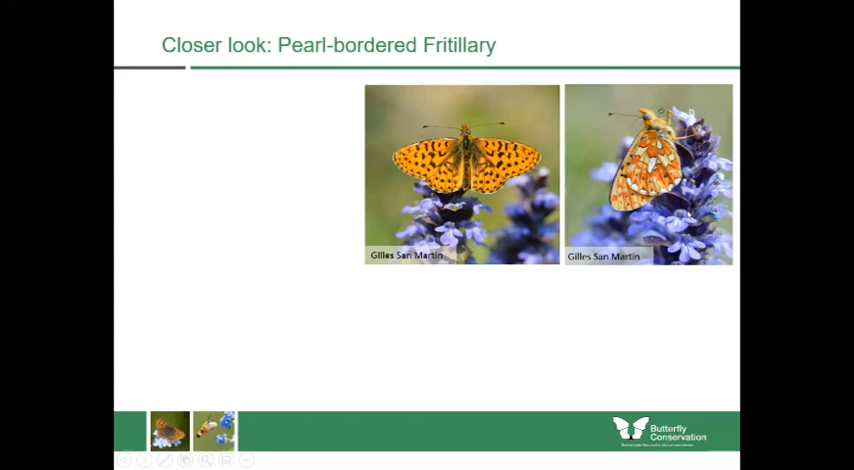 Closer look: Pearl-bordered Fritillary
Gilles San Martin
Gilles San Martin
Butterfly
Conservation